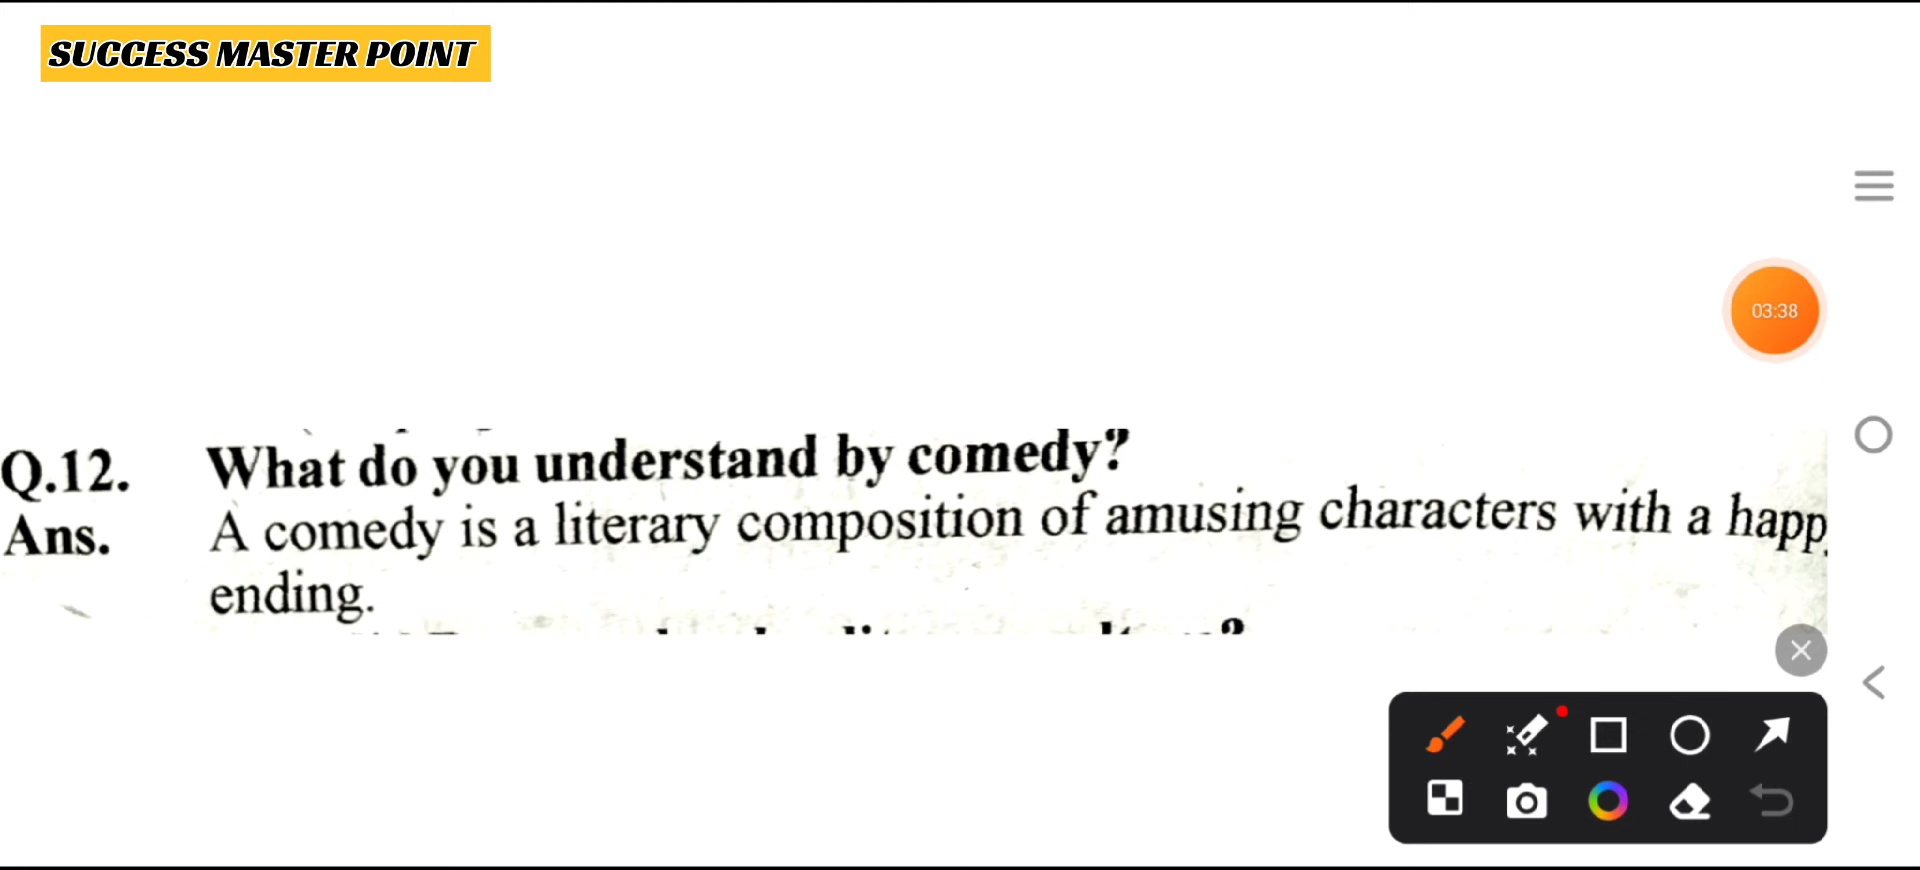 SUCCESS MASTER POINT
03:38
Q.12. What do you understand by comedy?
Ans. A comedy is a literary composition of amusing characters with a happ
ending.